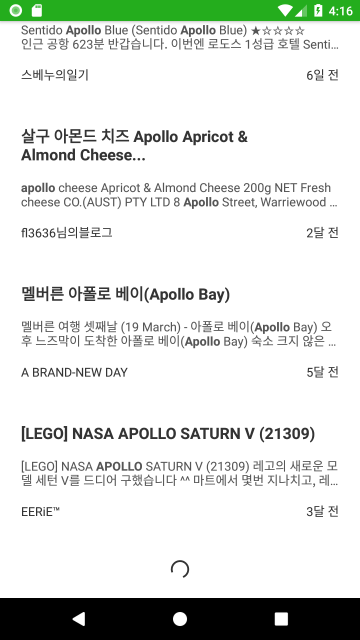 4:16
Sentido Apollo Blue (Sentido Apollo Blue) ★☆☆☆☆
인근 공항 623분 반갑습니다. 이번엔 로도스 1성급 호텔 Senti...
스베누의일기 6일 전
살구 아몬드 치즈 Apollo Apricot &
Almond Cheese...
apollo cheese Apricot & Almond Cheese 200g NET Fresh
cheese CO.(AUST) PTY LTD 8 Apollo Street, Warriewood ...
fl3636님의블로그 2달 전
멜버른 아폴로 베이(Apollo Bay)
멜버른 여행 셋째날 (19 March) - 아폴로 베이(Apollo Bay) 오
후 느즈막이 도착한 아폴로 베이(Apollo Bay) 숙소 크지 않은 ...
A BRAND-NEW DAY 5달 전
[LEGO] NASA APOLLO SATURN V (21309)
[LEGO] NASA APOLLO SATURN V (21309) 레고의 새로운 모
델 세턴 V를 드디어 구했습니다 ^^ 마트에서 몇번 지나치고, 레...
EERiE™ 3달 전